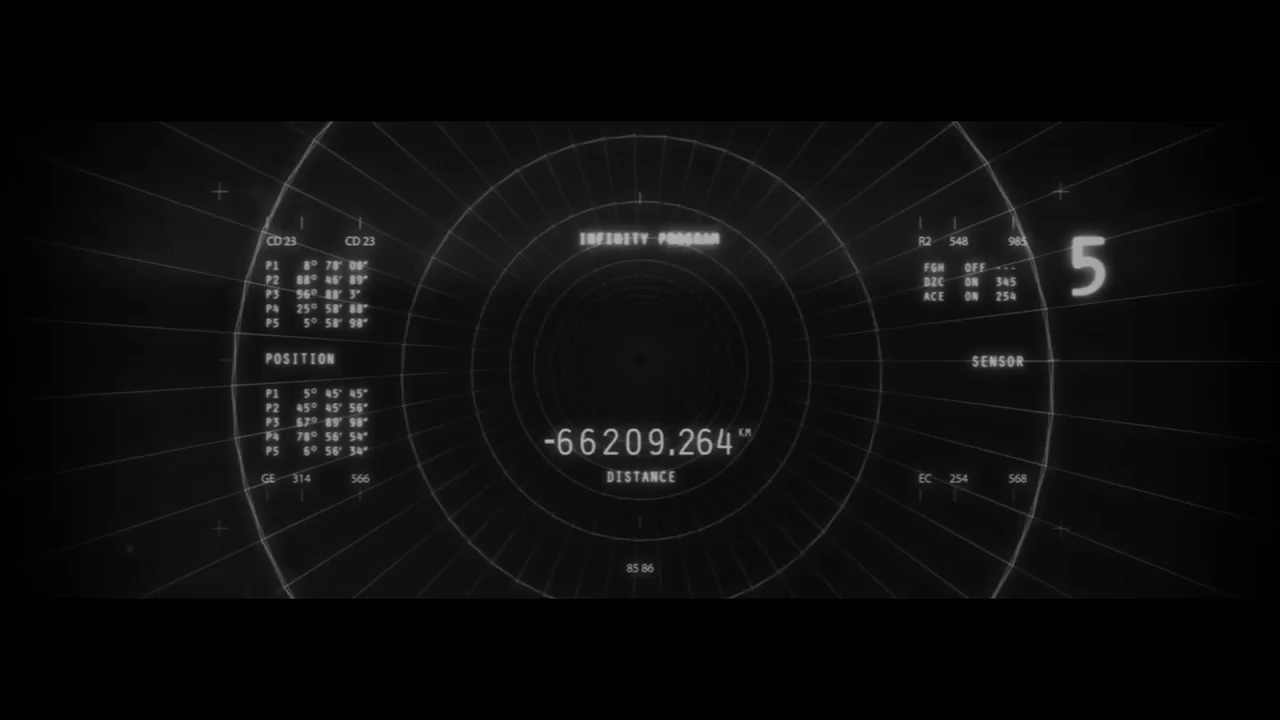 INFINITY PROGRAM
CD 23 CD 23
P1 8° 78' 08"
P2 88° 46' 89"
P3 56° 88' 3"
P4 25° 58' 88"
P5 5° 58' 98"
POSITION
P1 5° 45' 45"
P2 45° 45' 56"
P3 67° 89' 98"
P4 78° 56' 54"
P5 6° 56' 34"
GE 314 566
-66209.264 KM
DISTANCE
85 86
R2 548 985
FGH OFF ---
DZC ON 345
ACE ON 254
SENSOR
EC 254 568
5